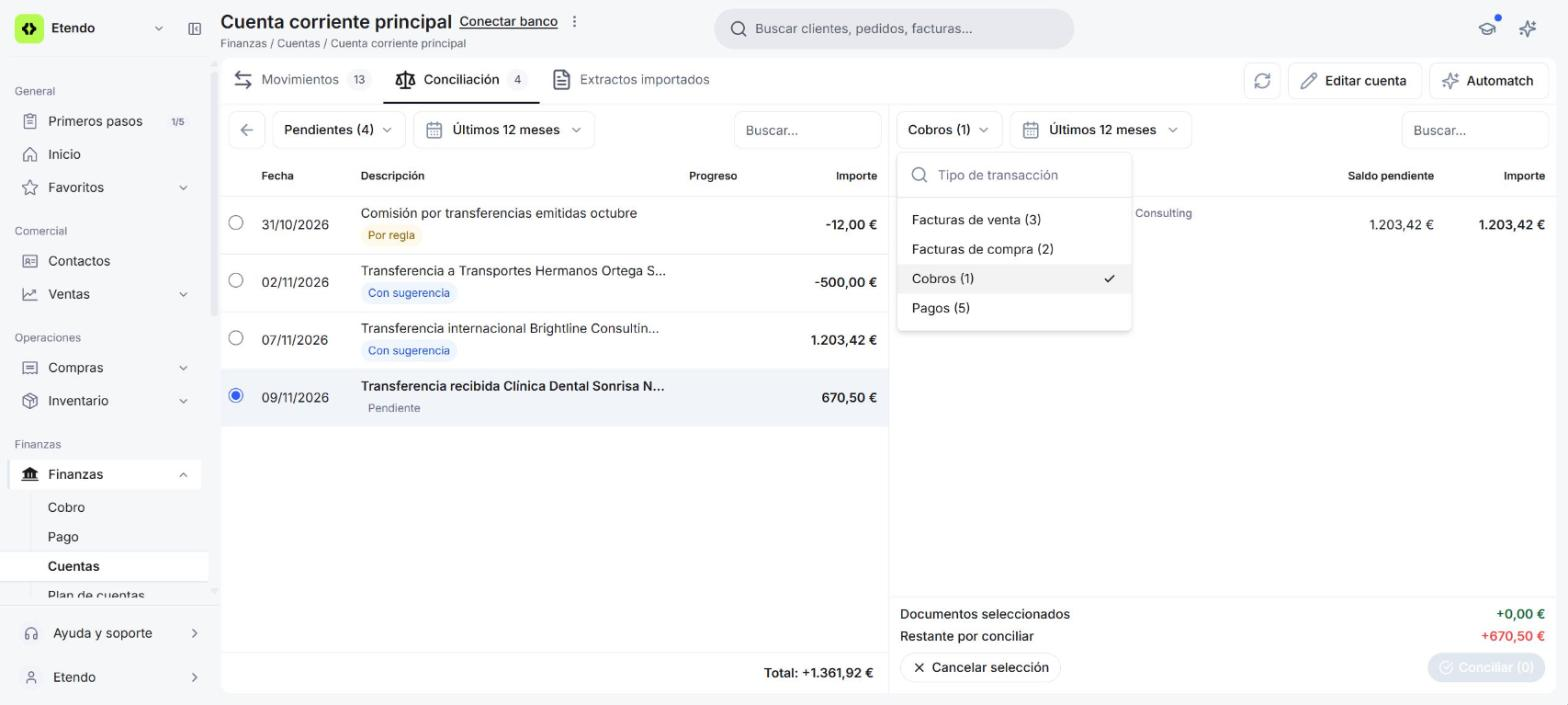 Etendo
Cuenta corriente principal Conectar banco
Buscar clientes, pedidos, facturas...
Finanzas / Cuentas / Cuenta corriente principal
General
Primeros pasos 1/5
Inicio
Favoritos
Comercial
Contactos
Ventas
Operaciones
Compras
Inventario
Finanzas
Finanzas
Cobro
Pago
Cuentas
Plan de cuentas
Ayuda y soporte
Etendo
Movimientos 13 Conciliación 4 Extractos importados
Editar cuenta Automatch
Pendientes (4) Últimos 12 meses Buscar...
Fecha Descripción Progreso Importe
31/10/2026 Comisión por transferencias emitidas octubre -12,00 €
Por regla
02/11/2026 Transferencia a Transportes Hermanos Ortega S... -500,00 €
Con sugerencia
07/11/2026 Transferencia internacional Brightline Consultin... 1.203,42 €
Con sugerencia
09/11/2026 Transferencia recibida Clínica Dental Sonrisa N... 670,50 €
Pendiente
Total: +1.361,92 €
Cobros (1) Últimos 12 meses Buscar...
Tipo de transacción
Facturas de venta (3)
Facturas de compra (2)
Cobros (1)
Pagos (5)
Saldo pendiente Importe
Consulting 1.203,42 € 1.203,42 €
Documentos seleccionados +0,00 €
Restante por conciliar +670,50 €
Cancelar selección Conciliar (0)